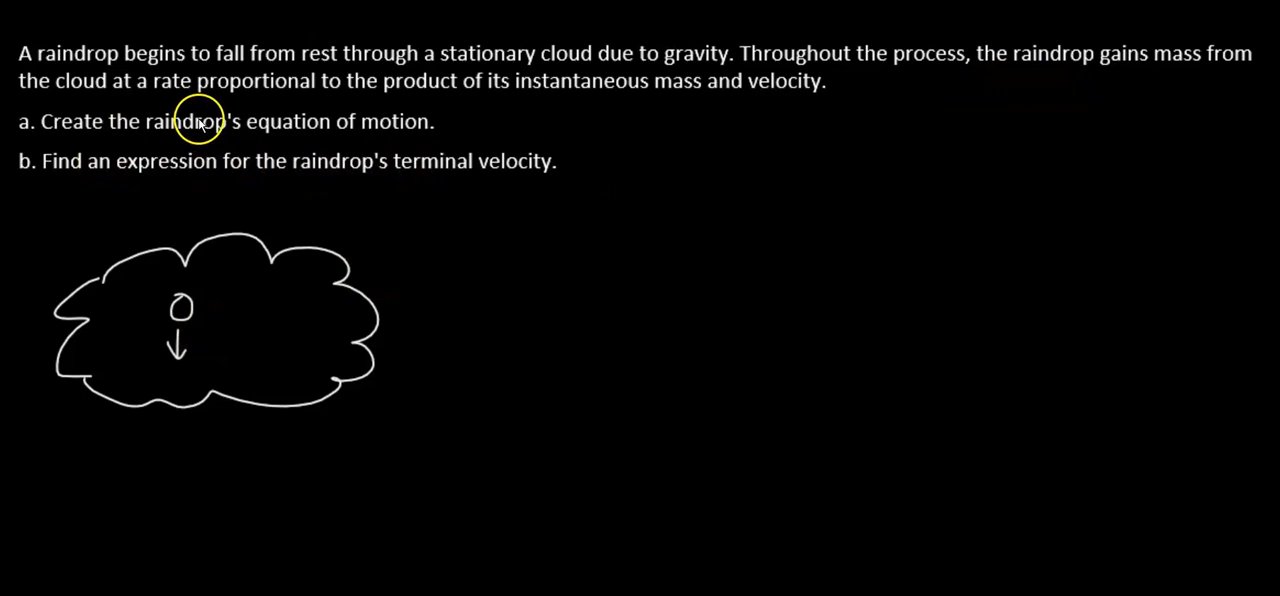 A raindrop begins to fall from rest through a stationary cloud due to gravity. Throughout the process, the raindrop gains mass from
the cloud at a rate proportional to the product of its instantaneous mass and velocity.
a. Create the raindrop's equation of motion.
b. Find an expression for the raindrop's terminal velocity.